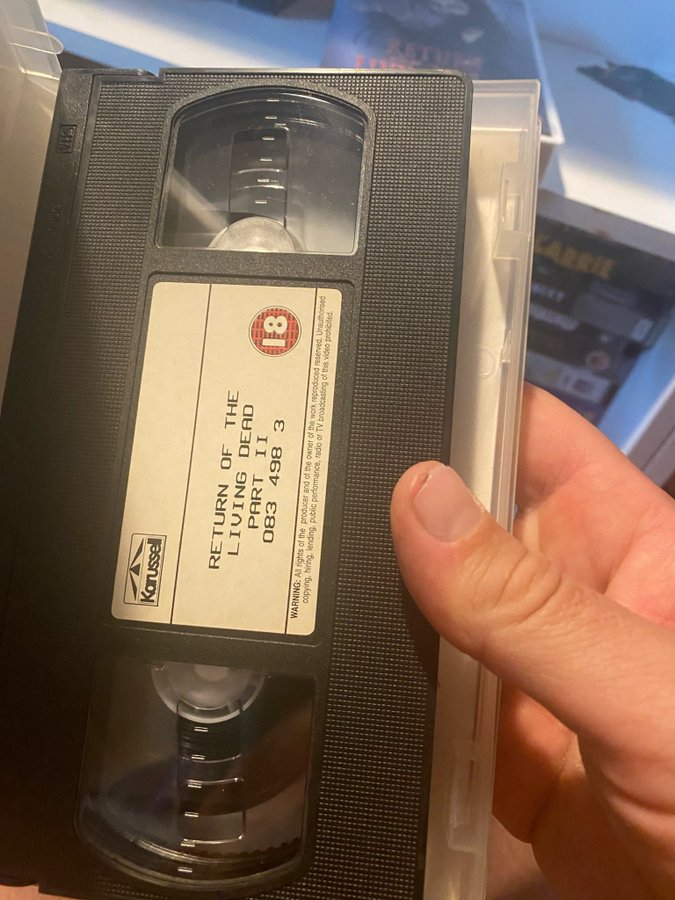 RETURN OF THE
LIVING DEAD
PART II
083 498 3
18
Karussell
WARNING: All rights of the producer and of the owner of the work reproduced reserved. Unauthorised
copying, hiring, lending, public performance, radio or TV broadcasting of this video prohibited.
VHS
RETURN
CARRIE